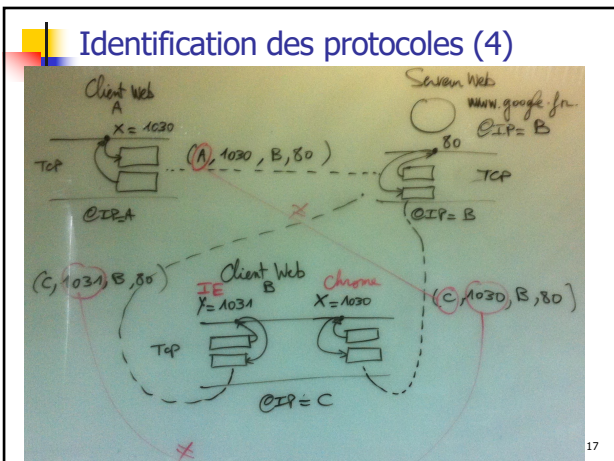 Identification des protocoles (4)
Client Web
A
X = 1030
TCP
@IP=A
(A, 1030, B, 80)
Serveur Web
www.google.fr
@IP= B
80
TCP
@IP= B
≠
(C, 1031, B, 80)
Client Web
B
IE
Y = 1031
Chrome
X = 1030
TCP
@IP = C
(C, 1030, B, 80)
≠
17